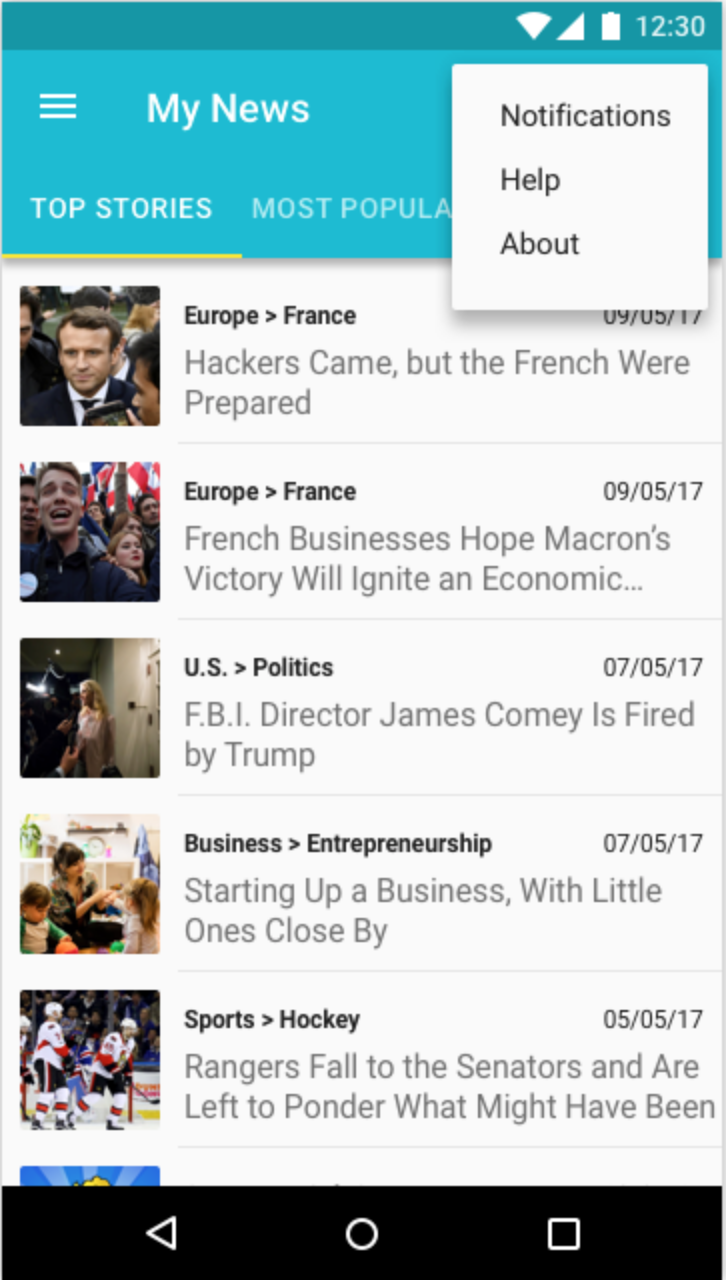 12:30
My News
Notifications
Help
About
TOP STORIES
MOST POPULA
Europe > France
09/05/17
Hackers Came, but the French Were
Prepared
Europe > France
09/05/17
French Businesses Hope Macron's
Victory Will Ignite an Economic...
U.S. > Politics
07/05/17
F.B.I. Director James Comey Is Fired
by Trump
Business > Entrepreneurship
07/05/17
Starting Up a Business, With Little
Ones Close By
Sports > Hockey
05/05/17
Rangers Fall to the Senators and Are
Left to Ponder What Might Have Been